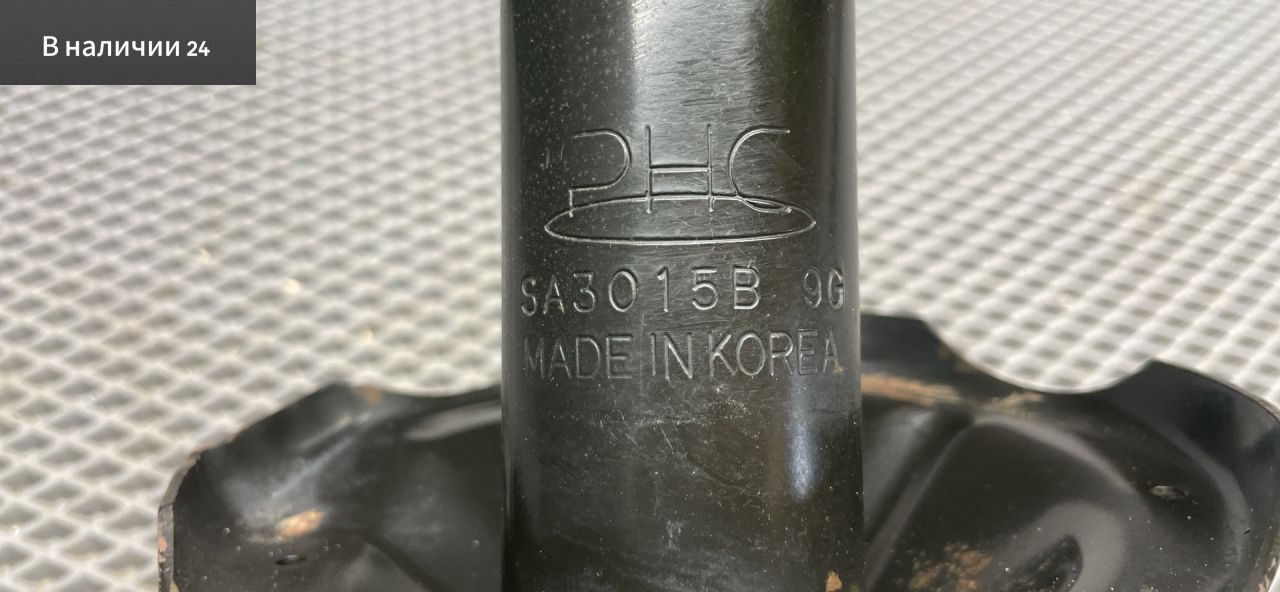 В наличии 24
PHC
SA3015B 9G
MADE IN KOREA